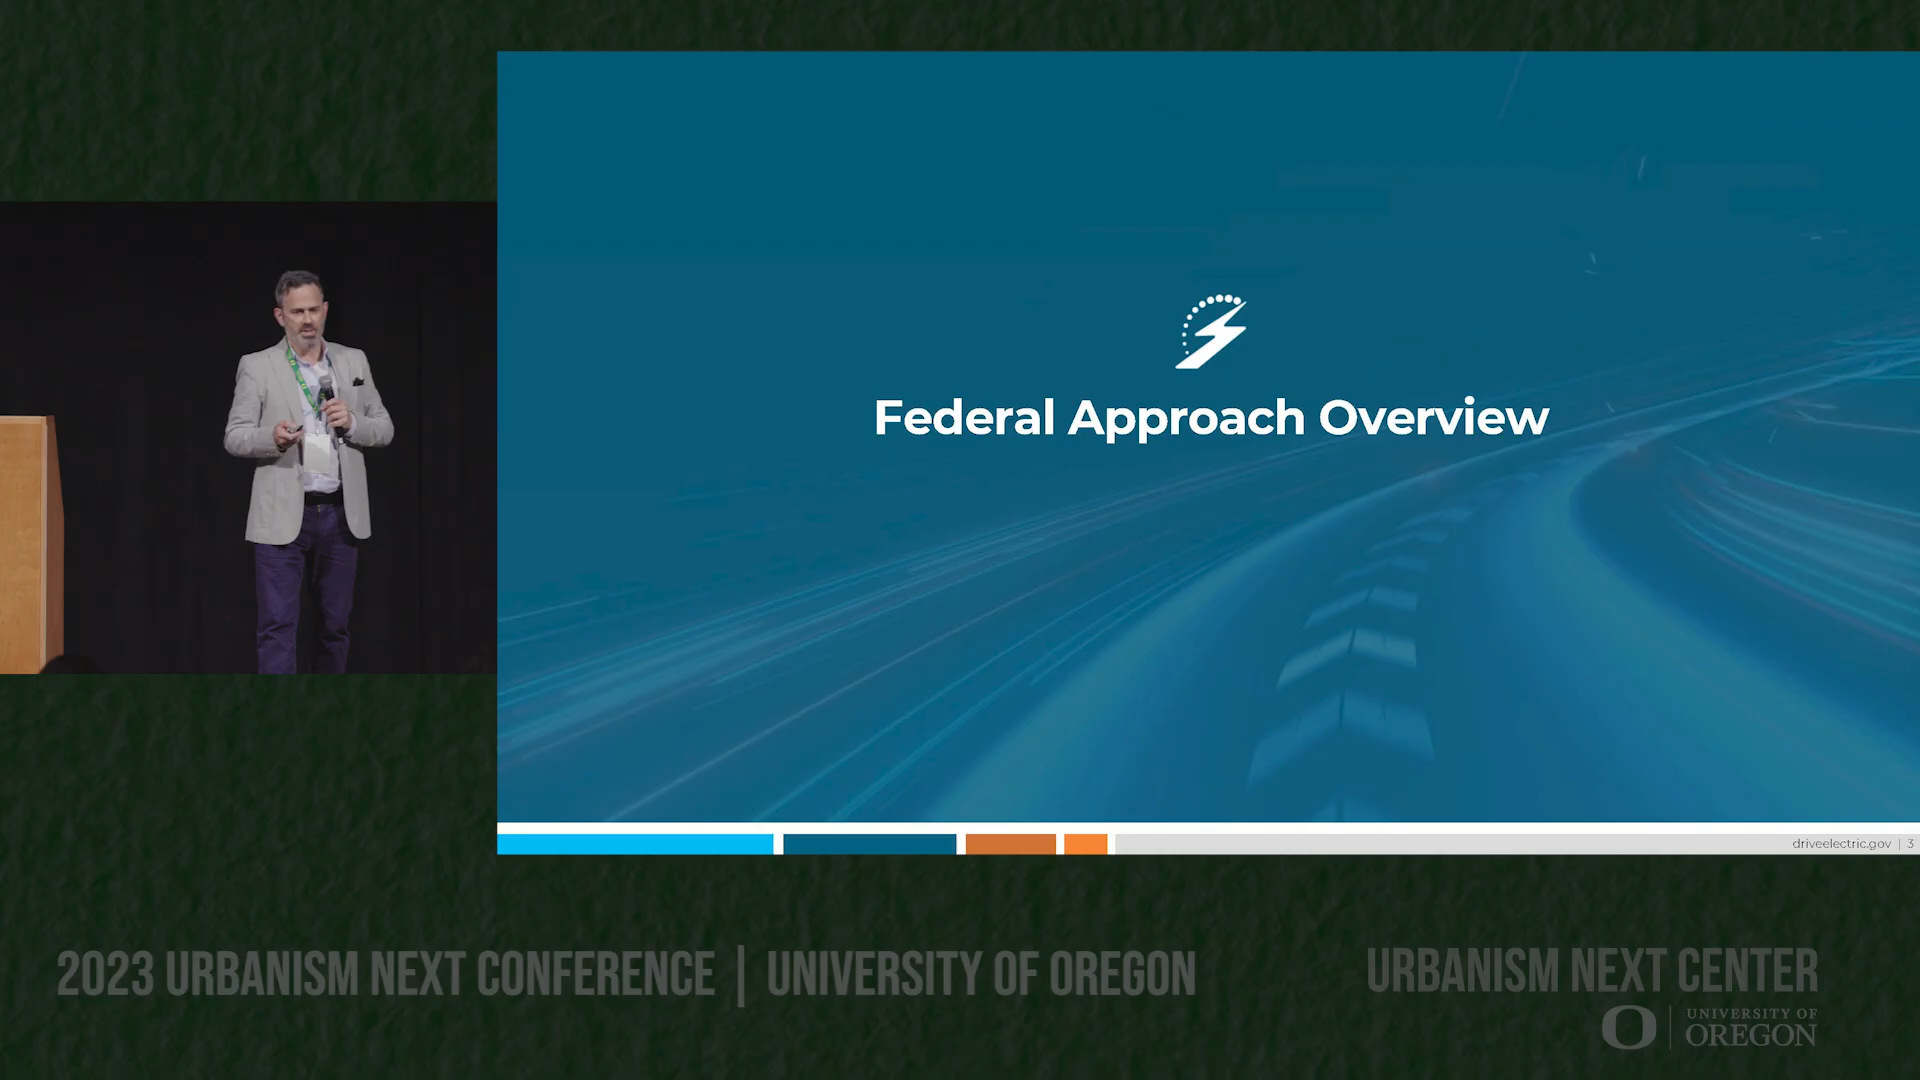 Federal Approach Overview
driveelectric.gov | 3
2023 URBANISM NEXT CONFERENCE | UNIVERSITY OF OREGON
URBANISM NEXT CENTER
O | UNIVERSITY OF
OREGON